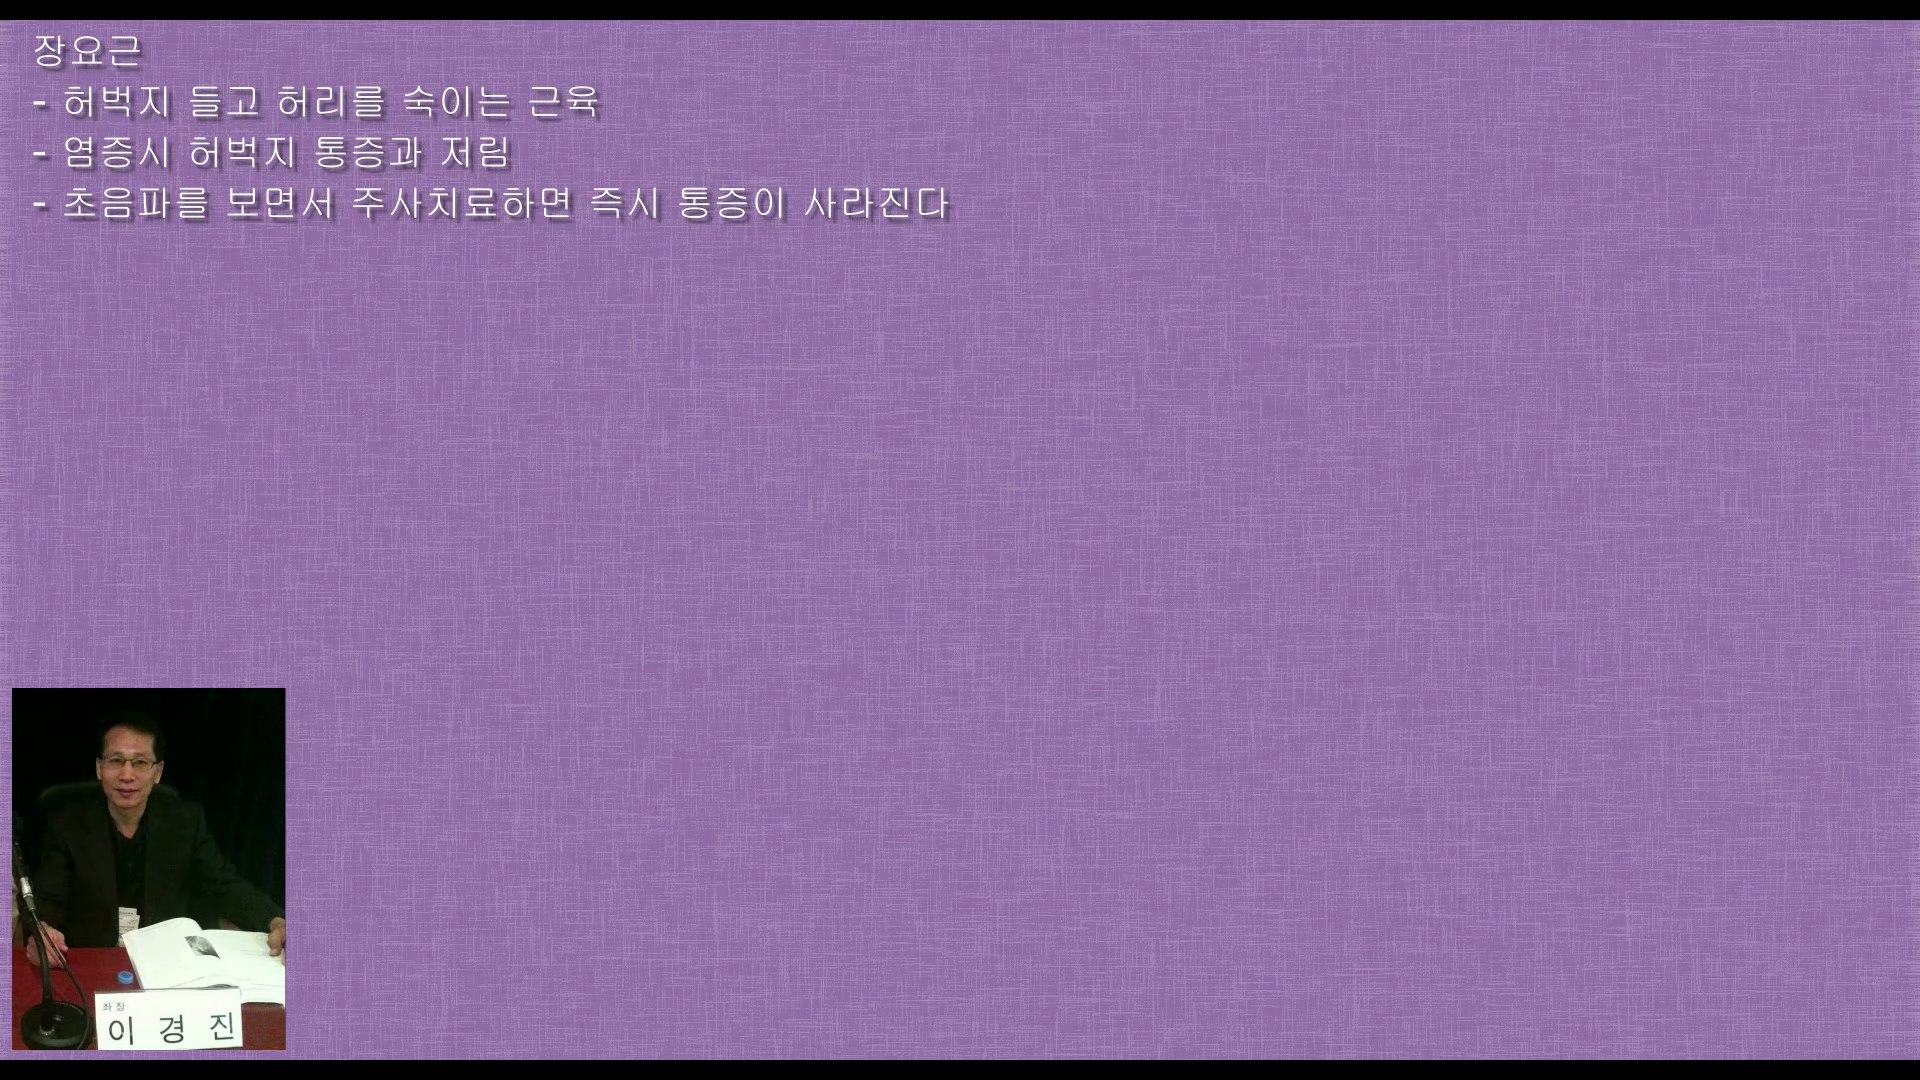 장요근
- 허벅지 들고 허리를 숙이는 근육
- 염증시 허벅지 통증과 저림
- 초음파를 보면서 주사치료하면 즉시 통증이 사라진다
좌 장
이 경 진